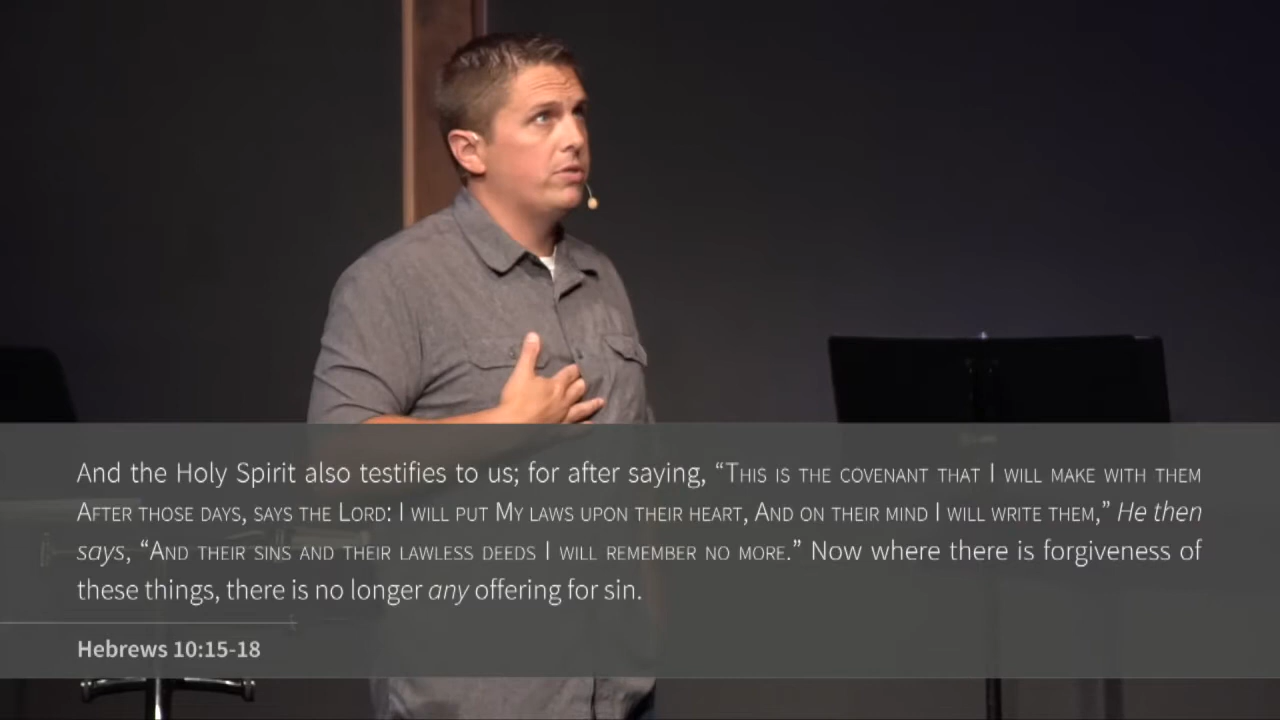 And the Holy Spirit also testifies to us; for after saying, “This is the covenant that I will make with them
After those days, says the Lord: I will put My laws upon their heart, And on their mind I will write them,” He then
says, “And their sins and their lawless deeds I will remember no more.” Now where there is forgiveness of
these things, there is no longer any offering for sin.
Hebrews 10:15-18